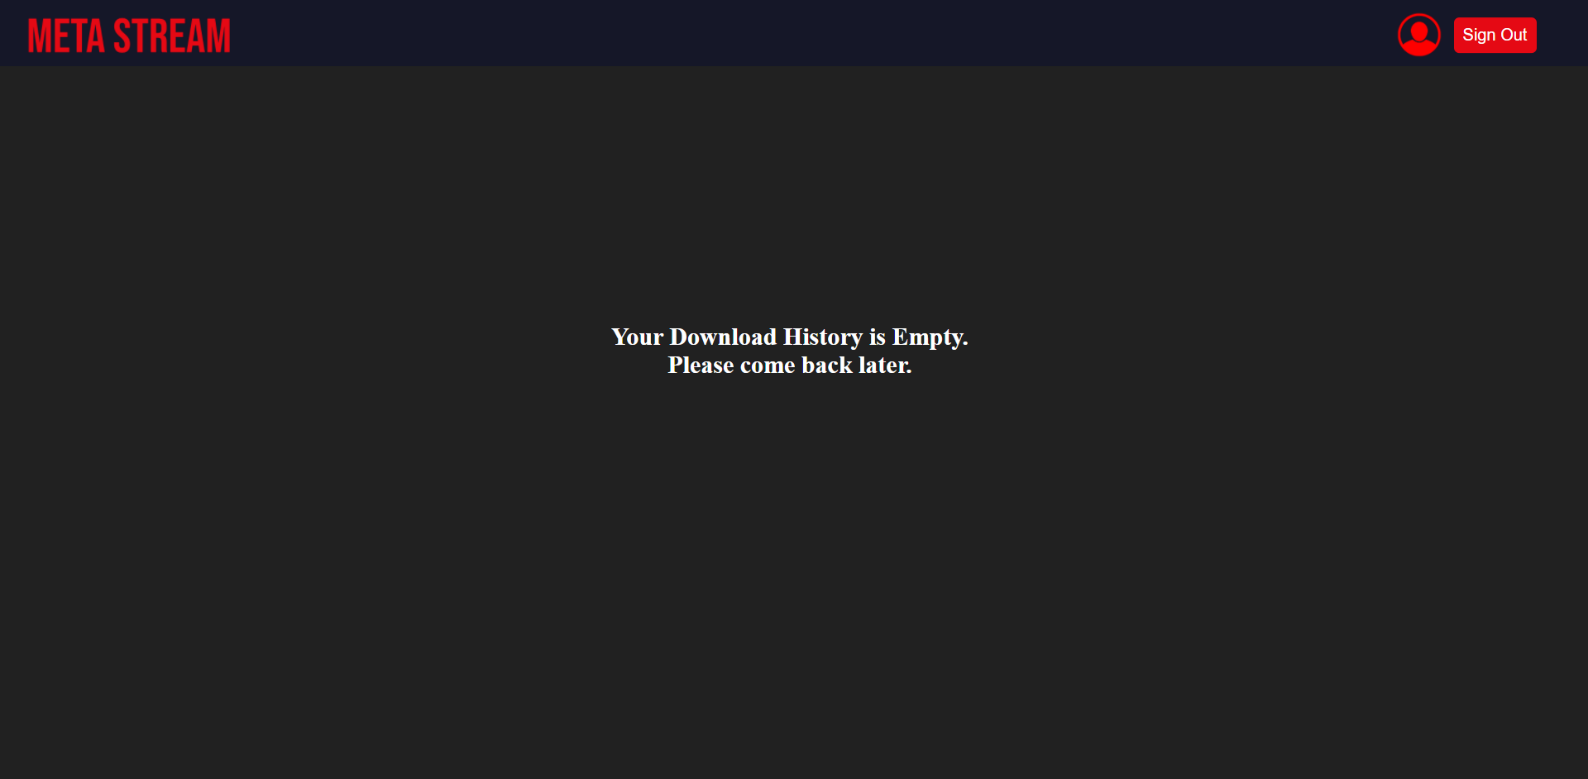 META STREAM
Sign Out
Your Download History is Empty.
Please come back later.